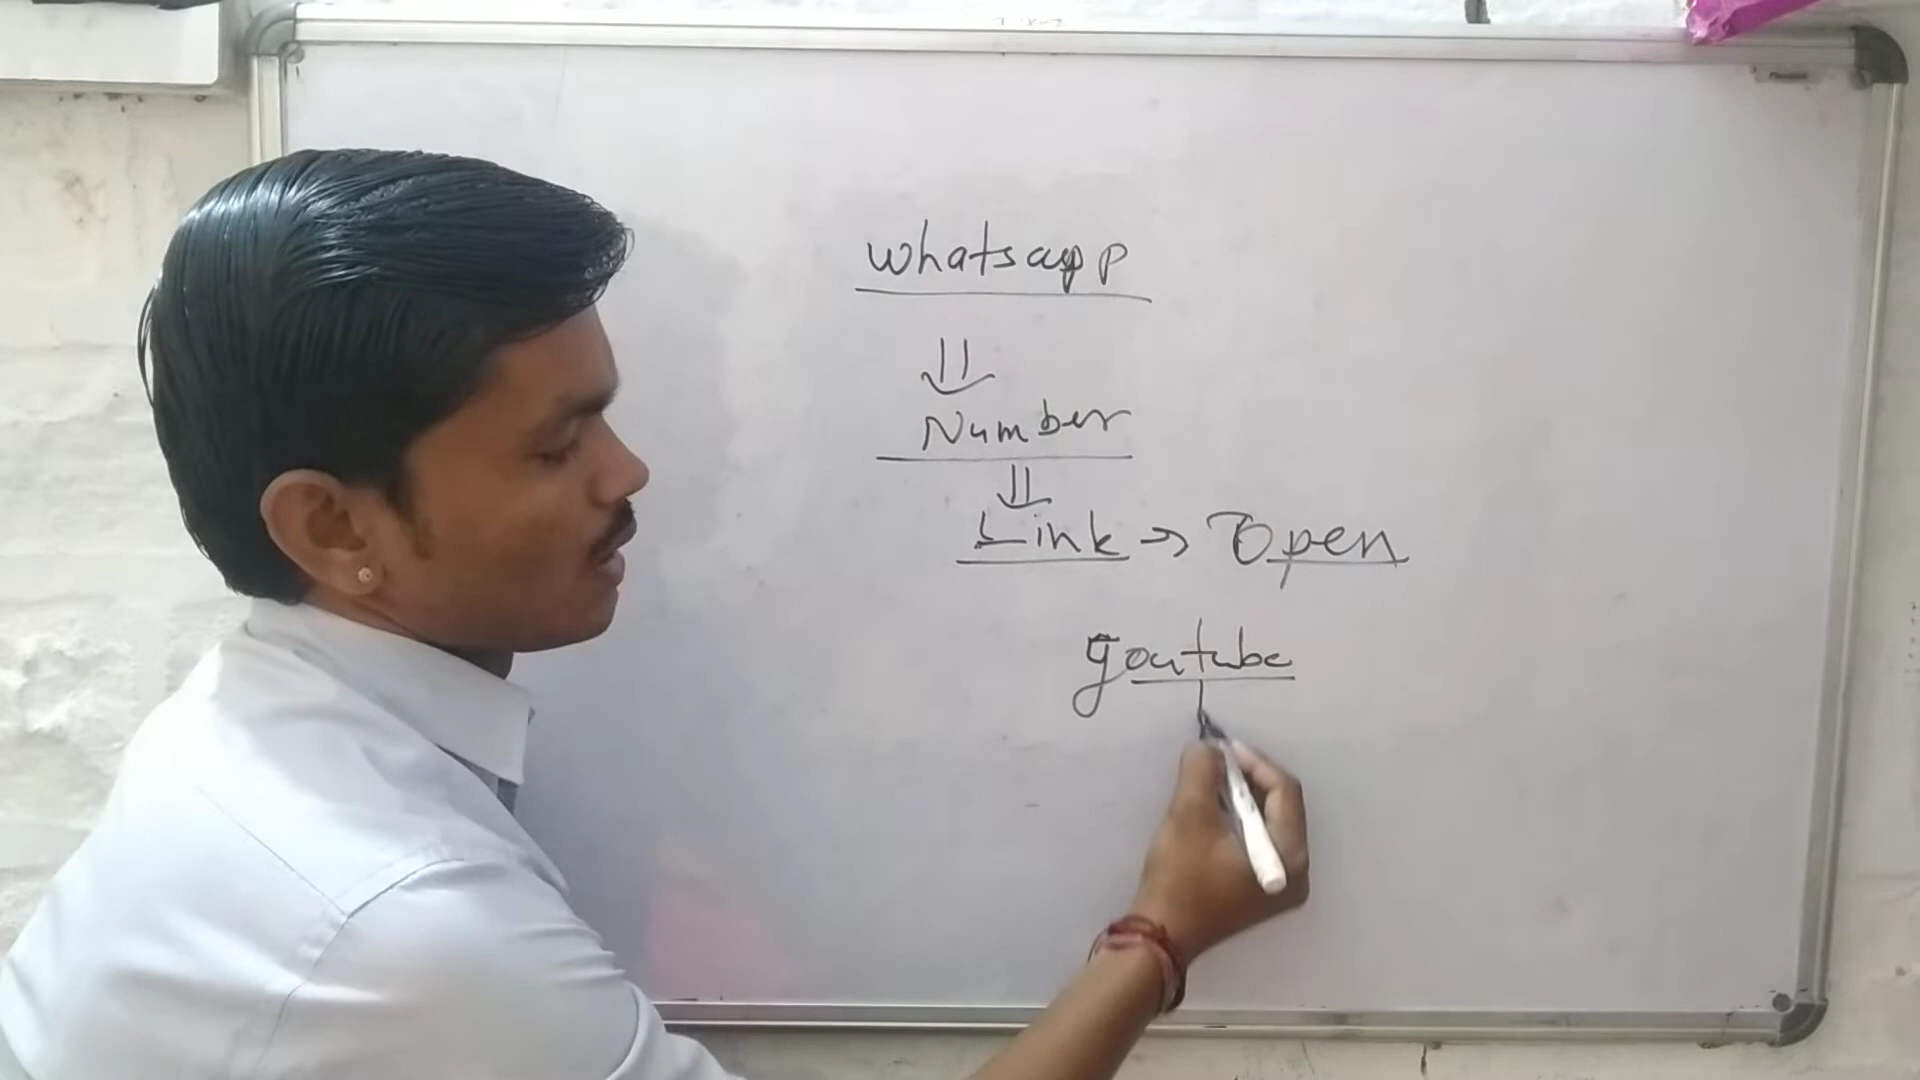 whatsapp
⇓
Number
⇓
Link → Open
Youtube